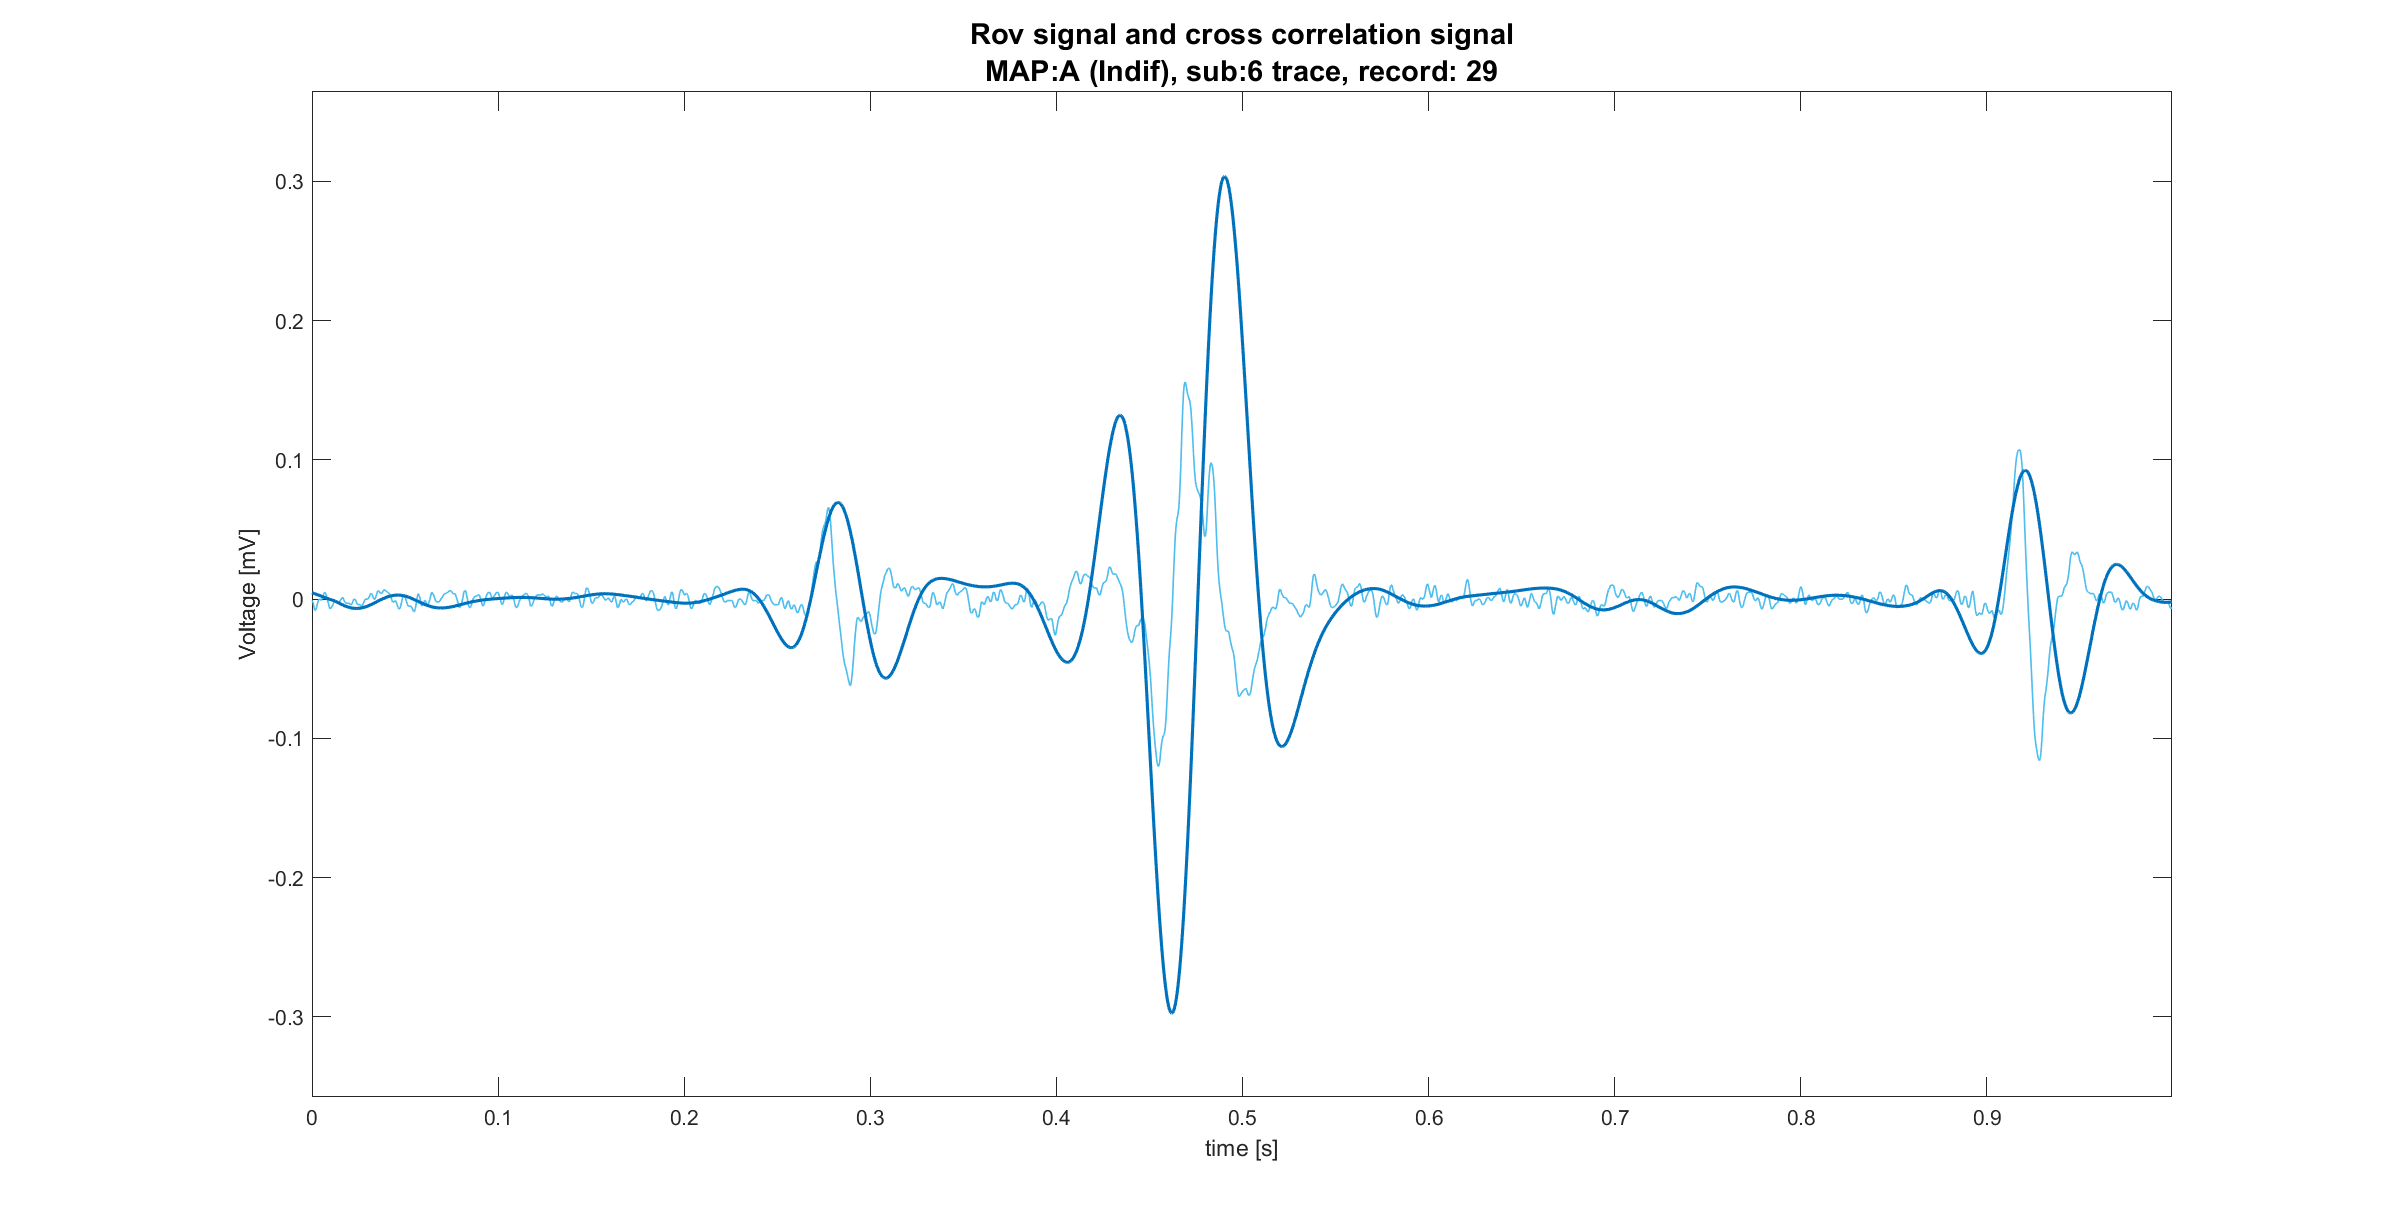 Rov signal and cross correlation signal
MAP:A (Indif), sub:6 trace, record: 29
0.3
0.2
0.1
0
-0.1
-0.2
-0.3
Voltage [mV]
0 0.1 0.2 0.3 0.4 0.5 0.6 0.7 0.8 0.9
time [s]